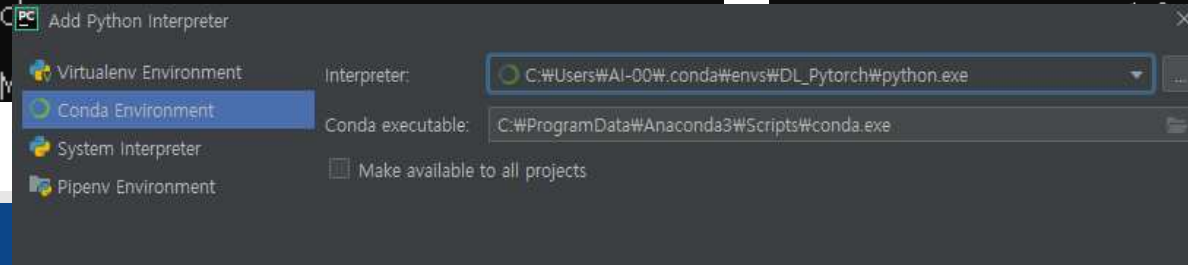 PC Add Python Interpreter
Virtualenv Environment
Conda Environment
System Interpreter
Pipenv Environment
Interpreter: C:₩Users₩AI-00₩.conda₩envs₩DL_Pytorch₩python.exe ...
Conda executable: C:₩ProgramData₩Anaconda3₩Scripts₩conda.exe
Make available to all projects